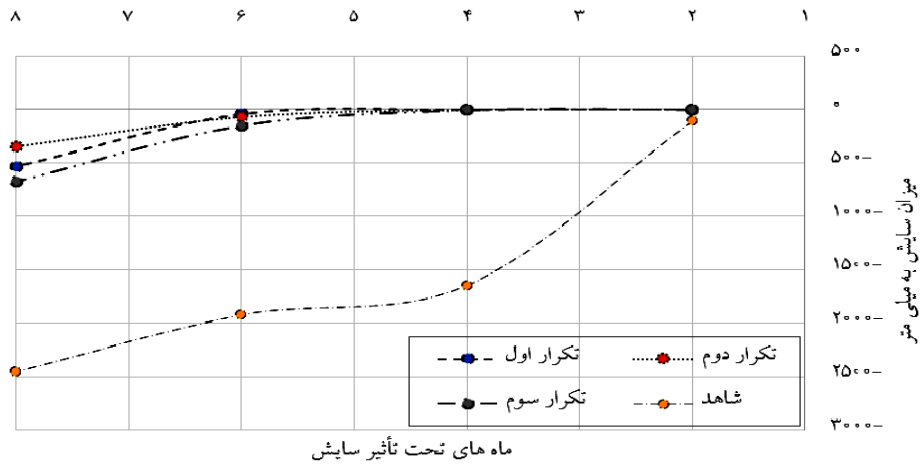 ۸ ۷ ۶ ۵ ۴ ۳ ۲ ۱
۵۰۰
۰
۵۰۰-
۱۰۰۰-
۱۵۰۰-
۲۰۰۰-
۲۵۰۰-
۳۰۰۰-
میزان سایش به میلی متر
تکرار اول
تکرار دوم
تکرار سوم
شاهد
ماه های تحت تأثیر سایش